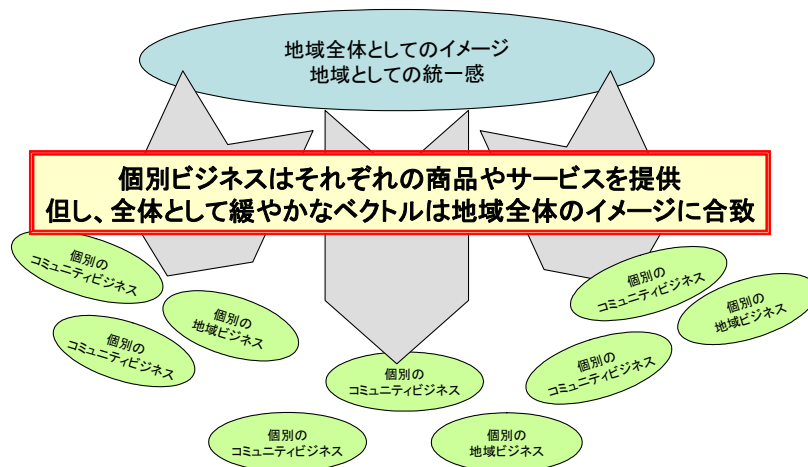 地域全体としてのイメージ
地域としての統一感
個別ビジネスはそれぞれの商品やサービスを提供
但し、全体として緩やかなベクトルは地域全体のイメージに合致
個別の
コミュニティビジネス
個別の
地域ビジネス
個別の
コミュニティビジネス
個別の
コミュニティビジネス
個別の
地域ビジネス
個別の
コミュニティビジネス
個別の
コミュニティビジネス
個別の
コミュニティビジネス
個別の
地域ビジネス